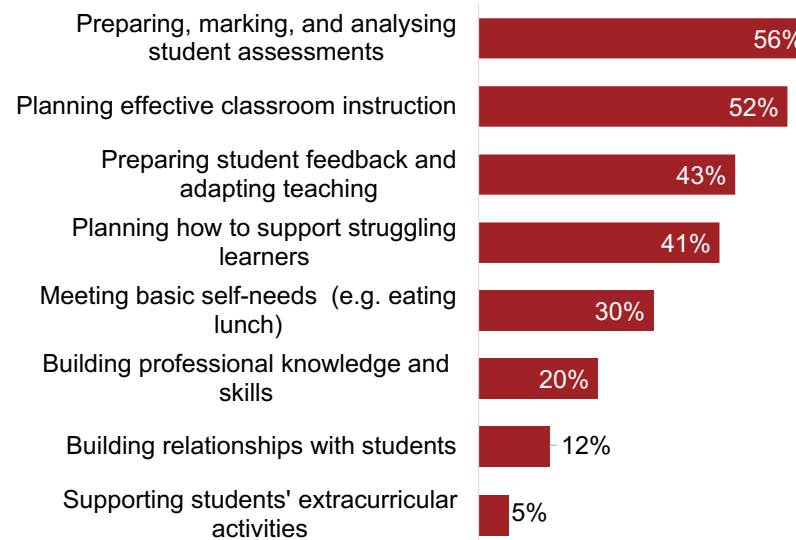 Preparing, marking, and analysing
student assessments
56%
Planning effective classroom instruction
52%
Preparing student feedback and
adapting teaching
43%
Planning how to support struggling
learners
41%
Meeting basic self-needs  (e.g. eating
lunch)
30%
Building professional knowledge and
skills
20%
Building relationships with students
12%
Supporting students' extracurricular
activities
5%